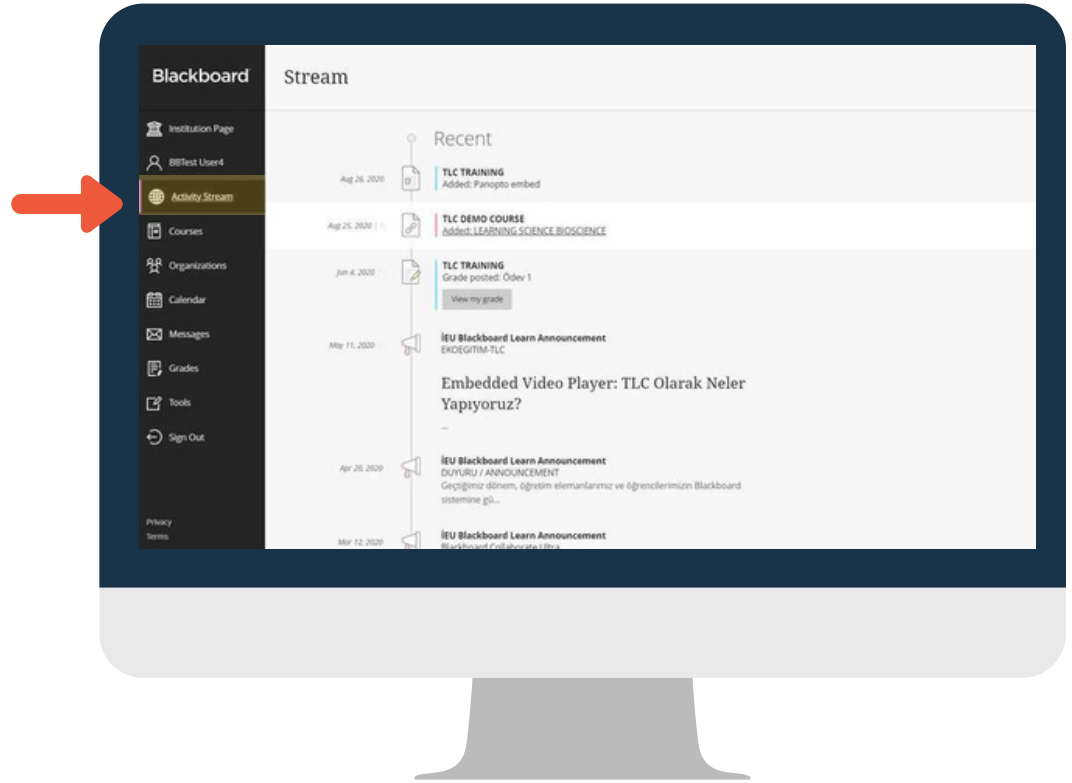 Blackboard
Institution Page
BBTest User4
Activity Stream
Courses
Organizations
Calendar
Messages
Grades
Tools
Sign Out
Privacy
Terms
Stream
Recent
Aug 26, 2020
TLC TRAINING
Added: Panopto embed
Aug 25, 2020
TLC DEMO COURSE
Added: LEARNING SCIENCE BIOSCIENCE
Jun 4, 2020
TLC TRAINING
Grade posted: Ödev 1
View my grade
May 11, 2020
İEU Blackboard Learn Announcement
EKOEGITIM-TLC
Embedded Video Player: TLC Olarak Neler
Yapıyoruz?
...
Apr 20, 2020
İEU Blackboard Learn Announcement
DUYURU / ANNOUNCEMENT
Geçtiğimiz dönem, öğretim elemanlarımız ve öğrencilerimizin Blackboard
sistemine gü...
Mar 12, 2020
İEU Blackboard Learn Announcement
Blackboard Collaborate Ultra